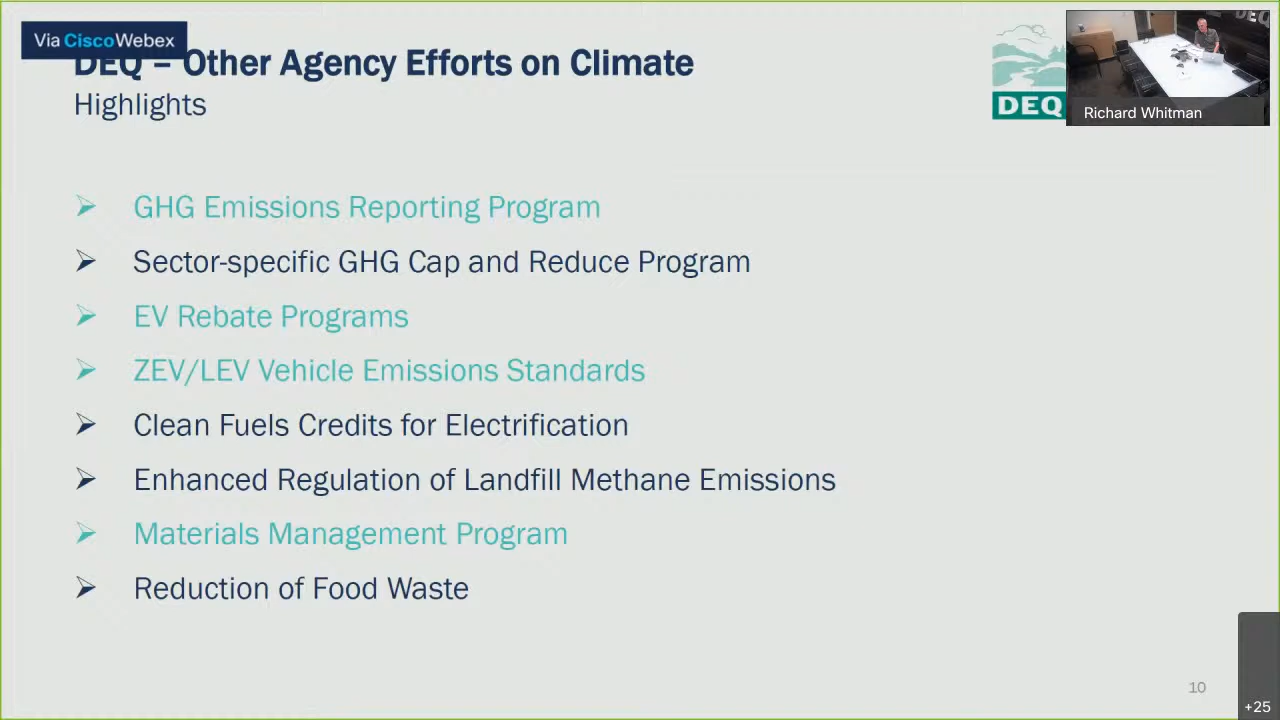 Via Cisco Webex
DEQ – Other Agency Efforts on Climate
Highlights
DEQ
DEQ
Richard Whitman
GHG Emissions Reporting Program
Sector-specific GHG Cap and Reduce Program
EV Rebate Programs
ZEV/LEV Vehicle Emissions Standards
Clean Fuels Credits for Electrification
Enhanced Regulation of Landfill Methane Emissions
Materials Management Program
Reduction of Food Waste
10
+25